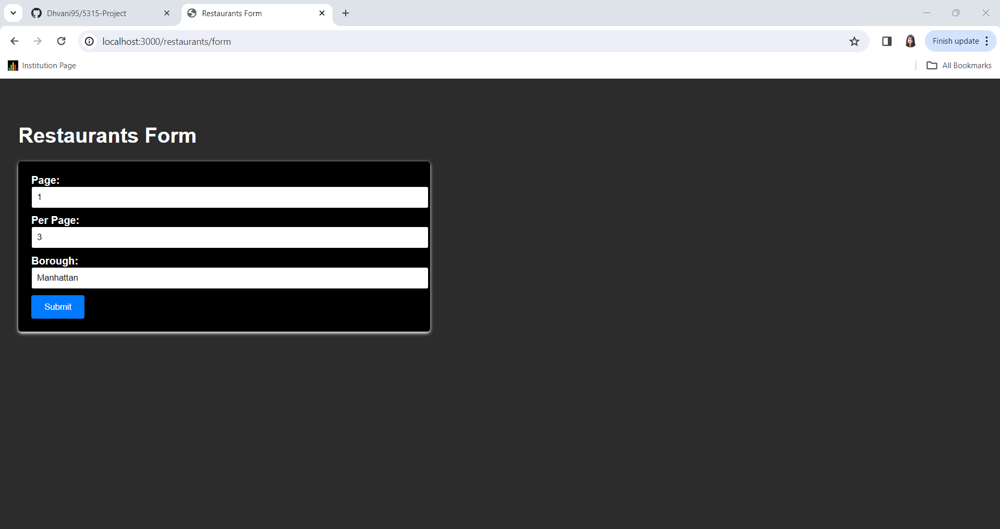 Dhvani95/5315-Project
Restaurants Form
localhost:3000/restaurants/form
Finish update
Institution Page
All Bookmarks
Restaurants Form
Page:
1
Per Page:
3
Borough:
Manhattan
Submit